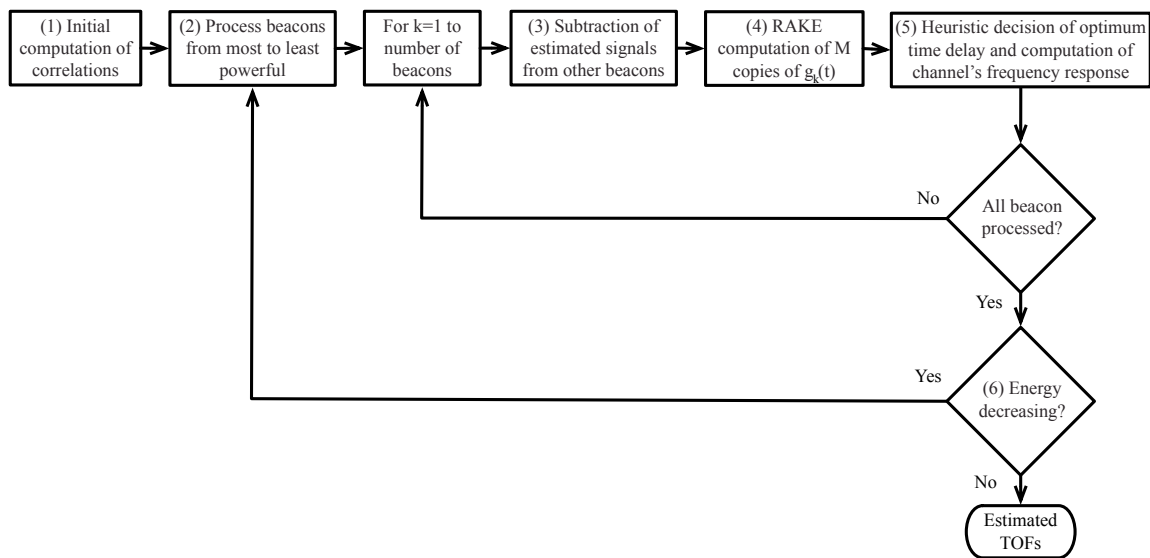 (1) Initial
computation of
correlations
(2) Process beacons
from most to least
powerful
For k=1 to
number of
beacons
(3) Subtraction of
estimated signals
from other beacons
(4) RAKE
computation of M
copies of gk(t)
(5) Heuristic decision of optimum
time delay and computation of
channel's frequency response
No
All beacon
processed?
Yes
Yes
(6) Energy
decreasing?
No
Estimated
TOFs